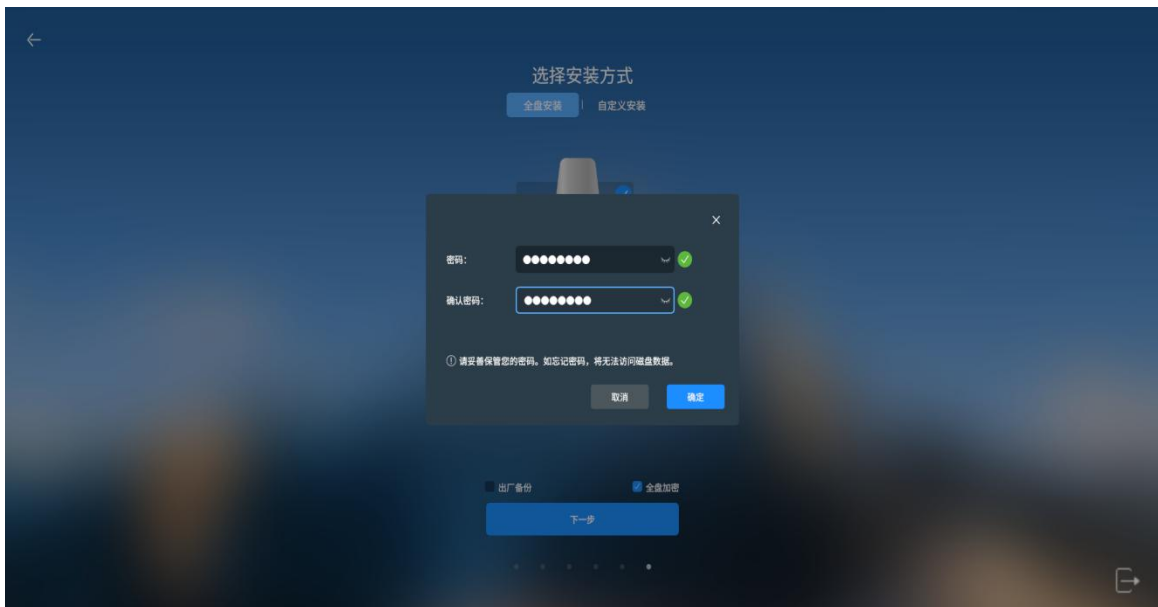 选择安装方式
全盘安装 | 自定义安装
密码:
确认密码:
请妥善保管您的密码。如忘记密码，将无法访问磁盘数据。
取消 确定
出厂备份 全盘加密
下一步